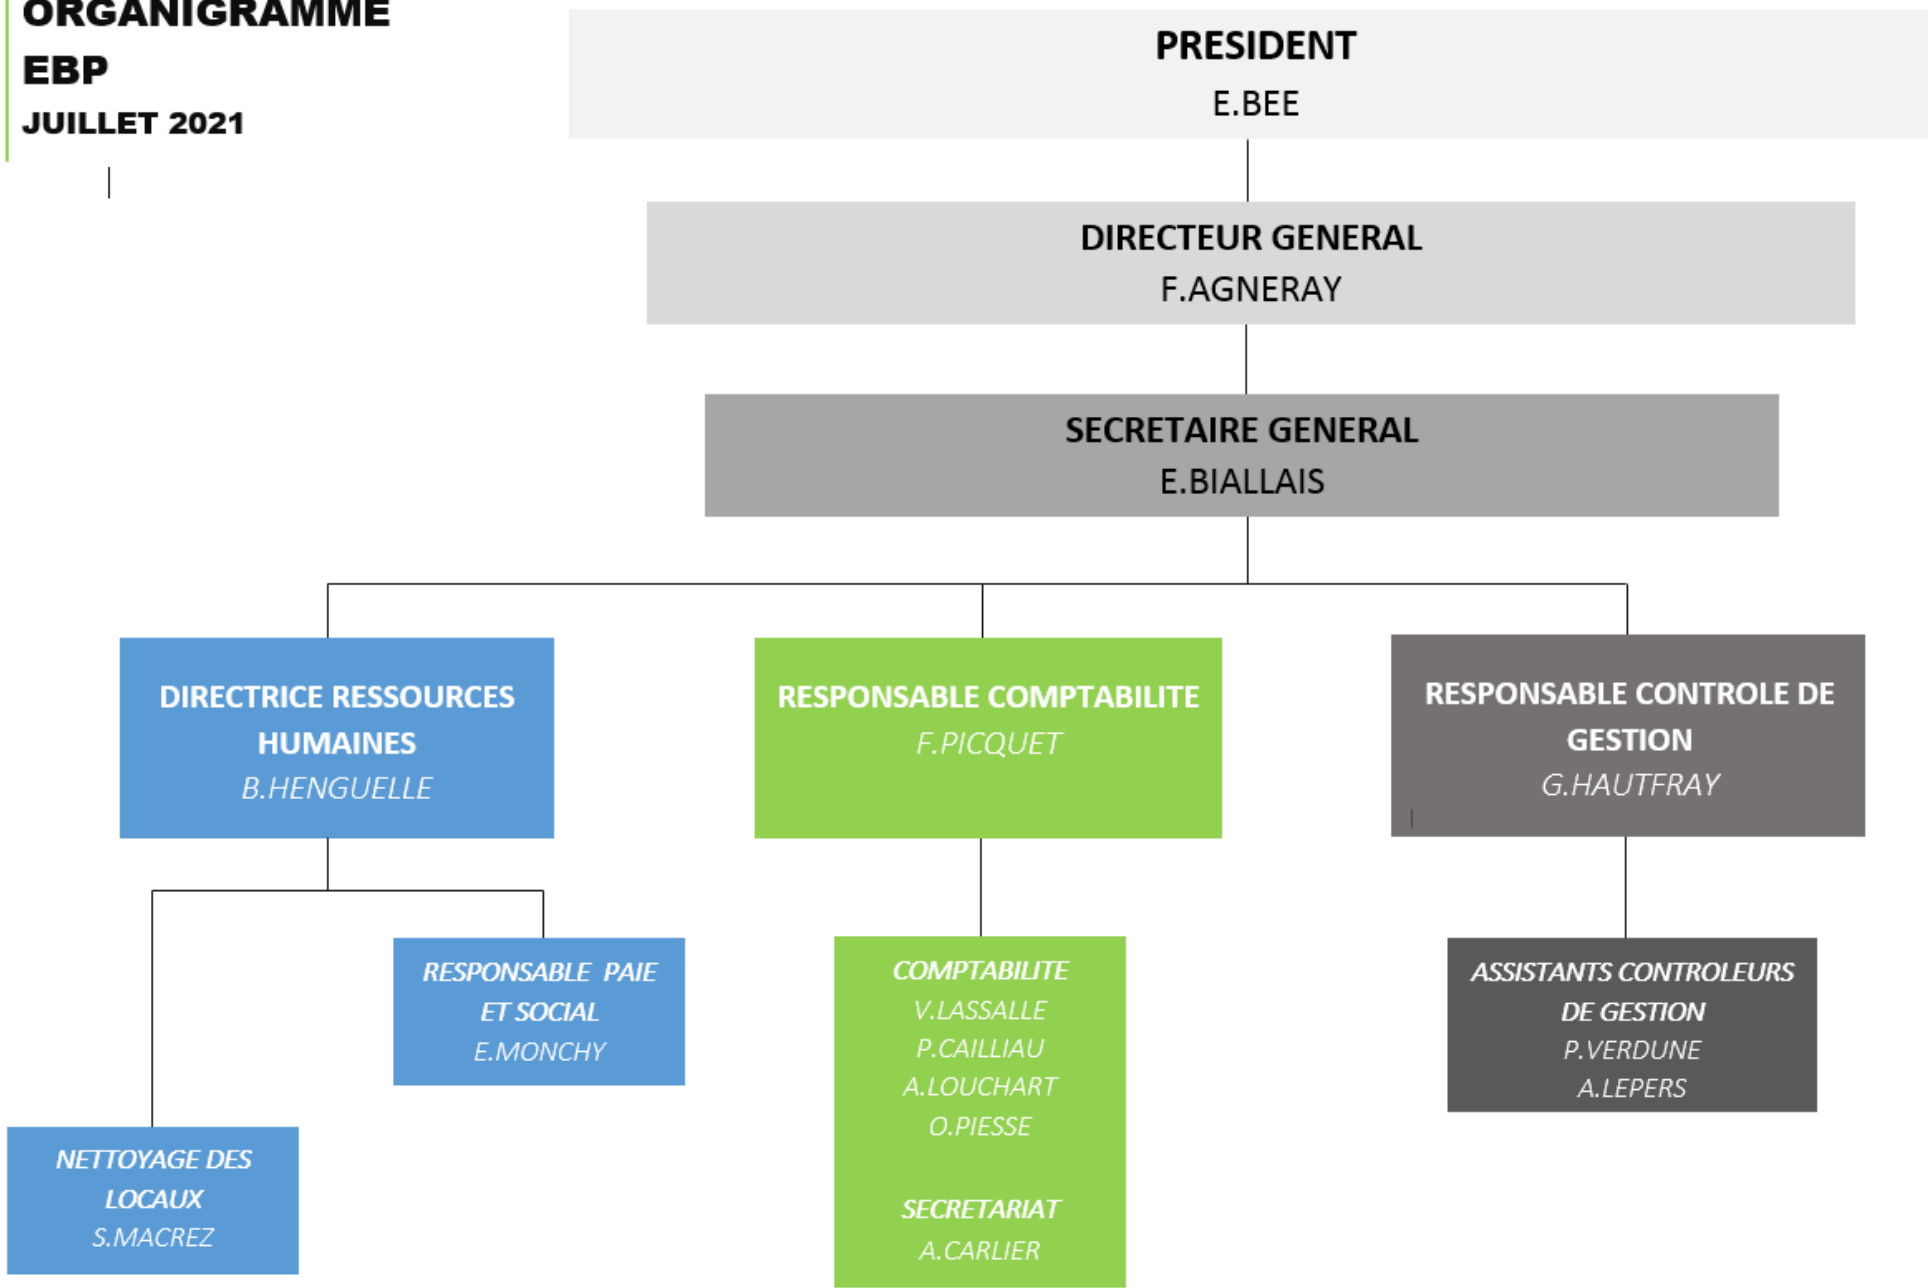 ORGANIGRAMME
EBP
JUILLET 2021
PRESIDENT
E.BEE
DIRECTEUR GENERAL
F.AGNERAY
SECRETAIRE GENERAL
E.BIALLAIS
DIRECTRICE RESSOURCES
HUMAINES
B.HENGUELLE
RESPONSABLE COMPTABILITE
F.PICQUET
RESPONSABLE CONTROLE DE
GESTION
G.HAUTFRAY
NETTOYAGE DES
LOCAUX
S.MACREZ
RESPONSABLE PAIE
ET SOCIAL
E.MONCHY
COMPTABILITE
V.LASSALLE
P.CAILLIAU
A.LOUCHART
O.PIESSE
SECRETARIAT
A.CARLIER
ASSISTANTS CONTROLEURS
DE GESTION
P.VERDUNE
A.LEPERS